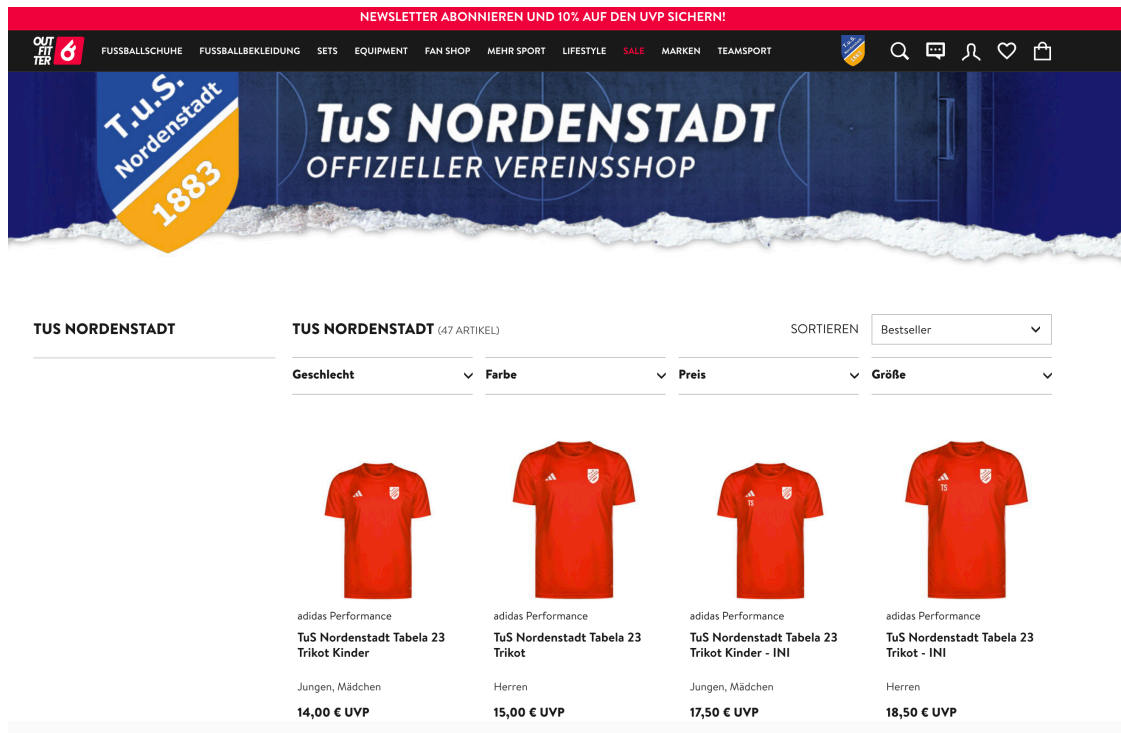 NEWSLETTER ABONNIEREN UND 10% AUF DEN UVP SICHERN!
OUT
FIT
TER
FUSSBALLSCHUHE FUSSBALLBEKLEIDUNG SETS EQUIPMENT FAN SHOP MEHR SPORT LIFESTYLE SALE MARKEN TEAMSPORT
T.u.S.
Nordenstadt
1883
TuS NORDENSTADT
OFFIZIELLER VEREINSSHOP
TUS NORDENSTADT
TUS NORDENSTADT (47 ARTIKEL)
SORTIEREN Bestseller
Geschlecht Farbe Preis Größe
TS TS
adidas Performance adidas Performance adidas Performance adidas Performance
TuS Nordenstadt Tabela 23 TuS Nordenstadt Tabela 23 TuS Nordenstadt Tabela 23 TuS Nordenstadt Tabela 23
Trikot Kinder Trikot Trikot Kinder - INI Trikot - INI
Jungen, Mädchen Herren Jungen, Mädchen Herren
14,00 € UVP 15,00 € UVP 17,50 € UVP 18,50 € UVP